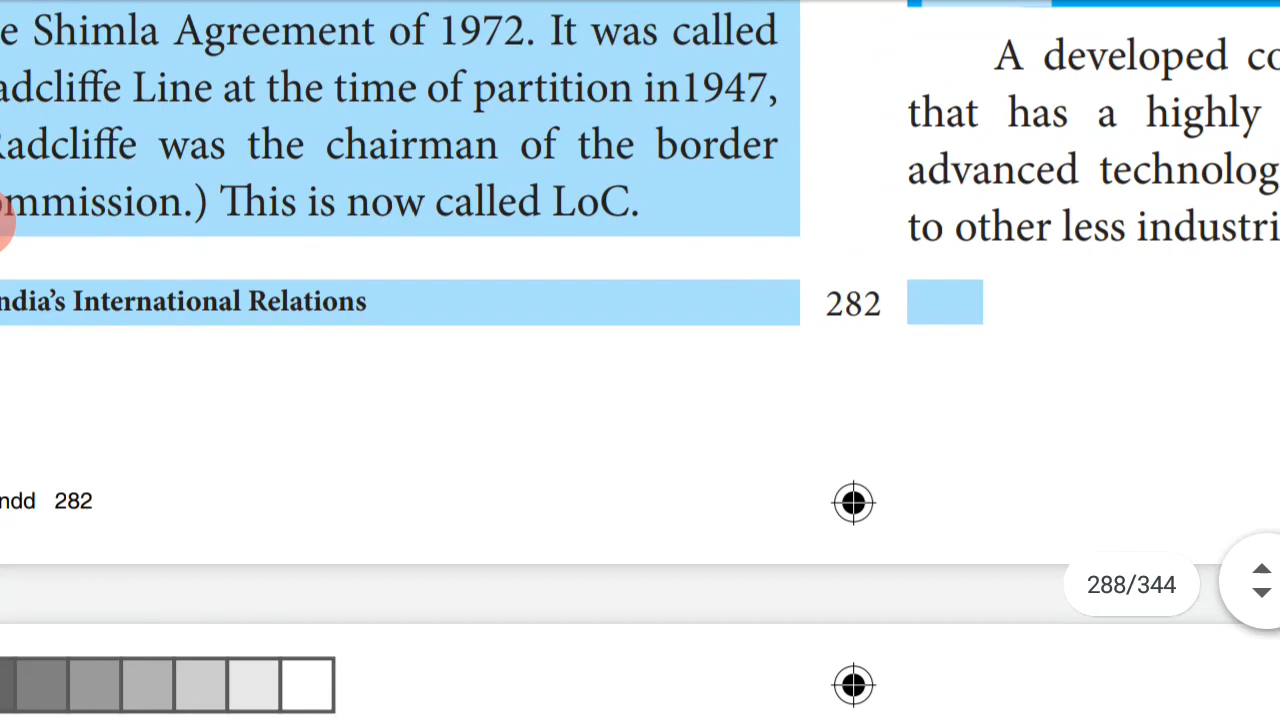 e Shimla Agreement of 1972. It was called
adcliffe Line at the time of partition in1947,
adcliffe was the chairman of the border
mmission.) This is now called LoC.
A developed co
that has a highly
advanced technolog
to other less industri
ndia's International Relations
282
ndd 282
288/344